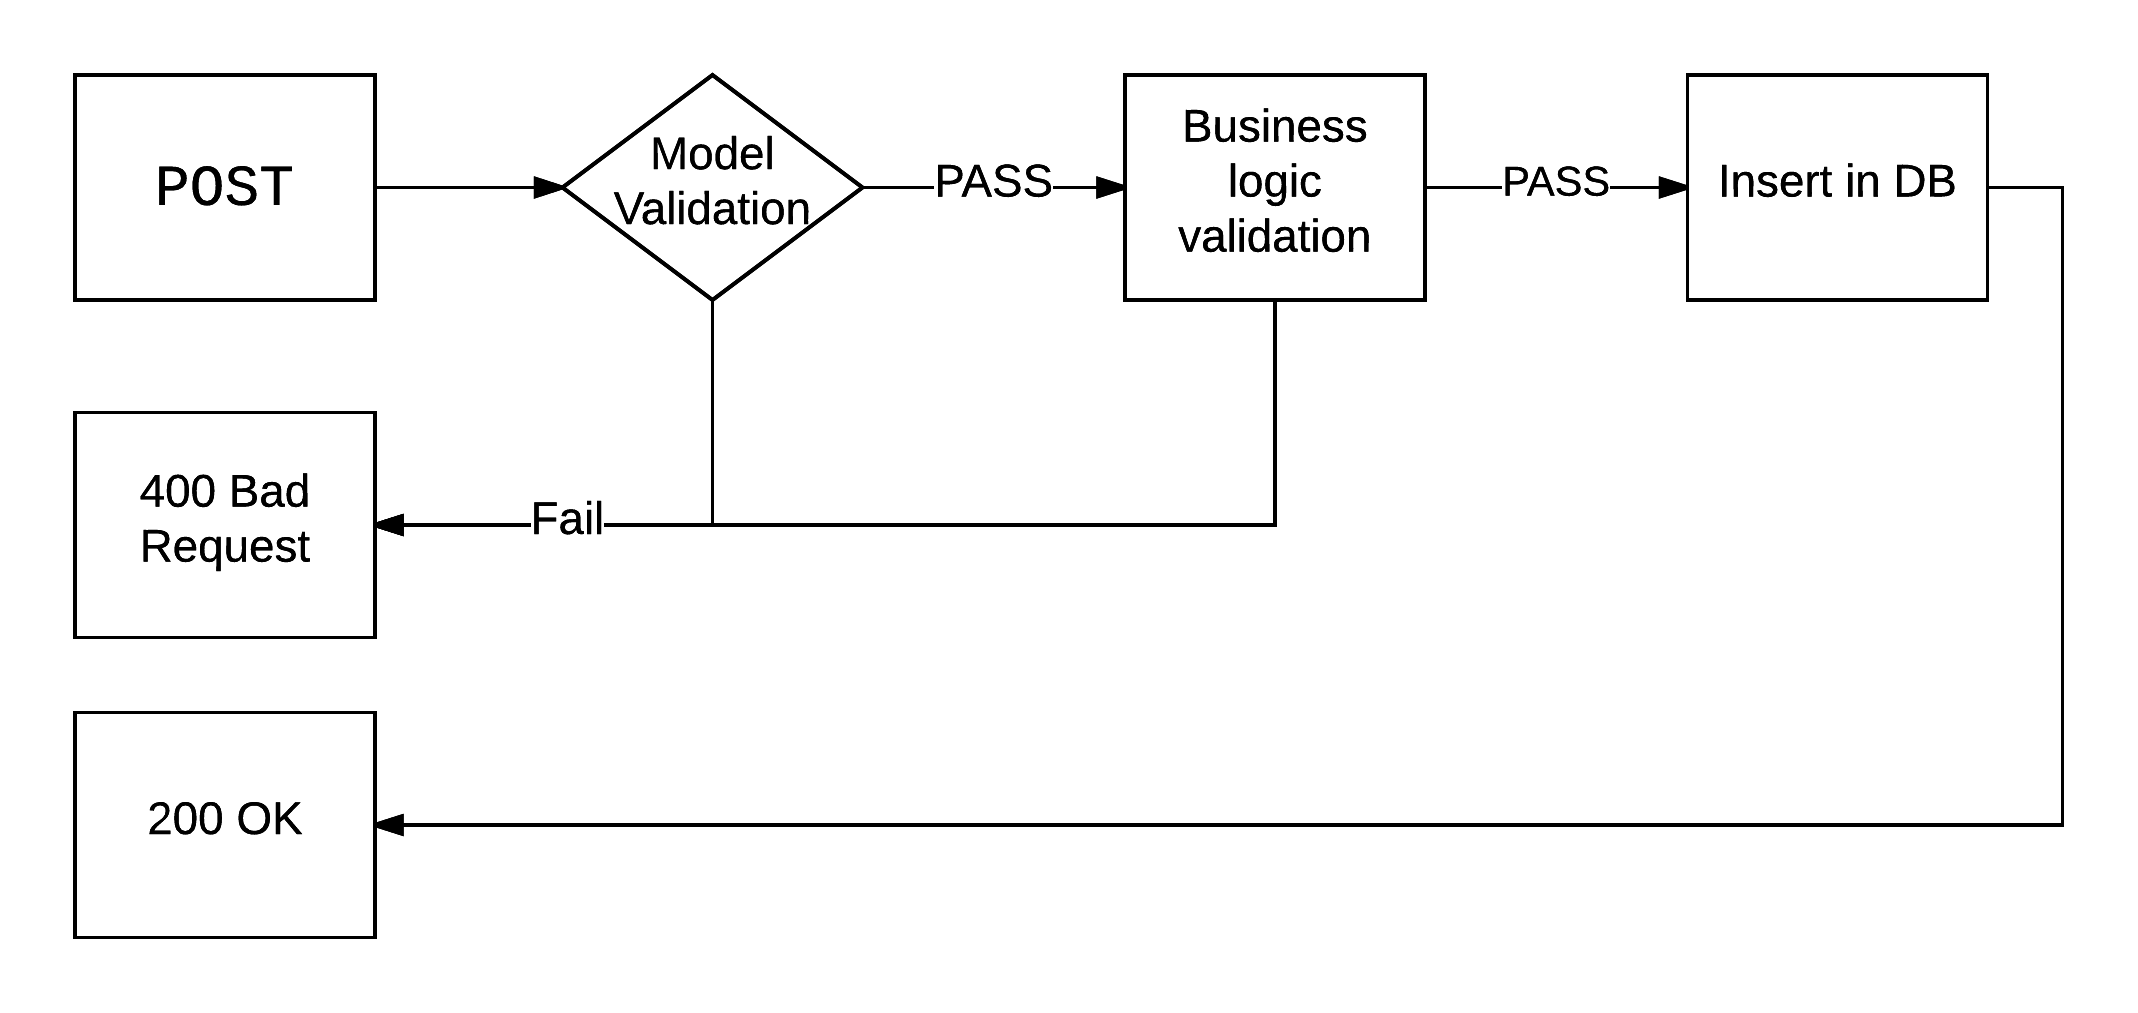 POST
Model
Validation
PASS
Business
logic
validation
PASS
Insert in DB
400 Bad
Request
Fail
200 OK